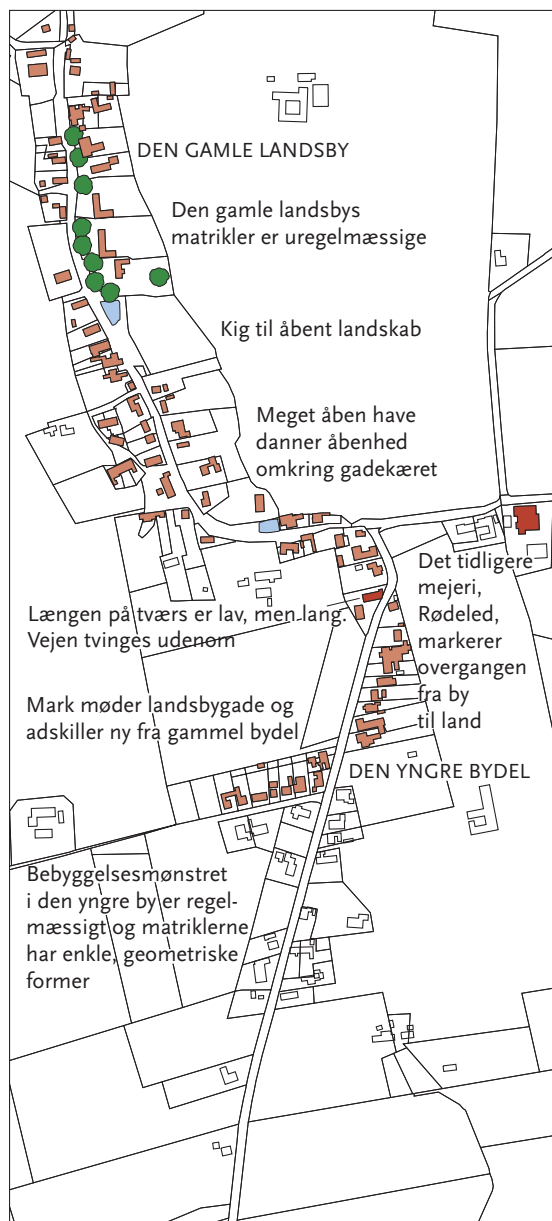 DEN GAMLE LANDSBY
Den gamle landsbys
matrikler er uregelmæssige
Kig til åbent landskab
Meget åben have
danner åbenhed
omkring gadekæret
Det tidligere
mejeri,
Rødeled,
markerer
overgangen
fra by
til land
Længen på tværs er lav, men lang.
Vejen tvinges udenom
Mark møder landsbygade og
adskiller ny fra gammel bydel
DEN YNGRE BYDEL
Bebyggelsesmønstret
i den yngre by er regel-
mæssigt og matriklerne
har enkle, geometriske
former